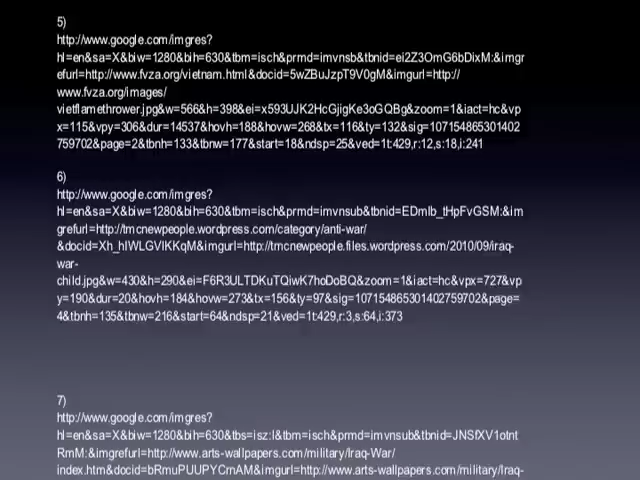 5)
http://www.google.com/imgres?
hl=en&sa=X&biw=1280&bih=630&tbm=isch&prmd=imvnsb&tbnid=ei2Z3OmG6bDixM:&imgr
efurl=http://www.fvza.org/vietnam.html&docid=5wZBuJzpT9V0gM&imgurl=http://
www.fvza.org/images/
vietflamethrower.jpg&w=566&h=398&ei=x593UJK2HcGjigKe3oGQBg&zoom=1&iact=hc&vp
x=115&vpy=306&dur=14537&hovh=188&hovw=268&tx=116&ty=132&sig=107154865301402
759702&page=2&tbnh=133&tbnw=177&start=18&ndsp=25&ved=1t:429,r:12,s:18,i:241
6)
http://www.google.com/imgres?
hl=en&sa=X&biw=1280&bih=630&tbm=isch&prmd=imvnsub&tbnid=EDmlb_tHpFvGSM:&im
grefurl=http://tmcnewpeople.wordpress.com/category/anti-war/
&docid=Xh_hIWLGVIKKqM&imgurl=http://tmcnewpeople.files.wordpress.com/2010/09/iraq-
war-
child.jpg&w=430&h=290&ei=F6R3ULTDKuTQiwK7hoDoBQ&zoom=1&iact=hc&vpx=727&vp
y=190&dur=20&hovh=184&hovw=273&tx=156&ty=97&sig=107154865301402759702&page=
4&tbnh=135&tbnw=216&start=64&ndsp=21&ved=1t:429,r:3,s:64,i:373
7)
http://www.google.com/imgres?
hl=en&sa=X&biw=1280&bih=630&tbs=isz:l&tbm=isch&prmd=imvnsub&tbnid=JNSfXV1otnt
RmM:&imgrefurl=http://www.arts-wallpapers.com/military/Iraq-War/
index.htm&docid=bRmuPUUPYCrnAM&imgurl=http://www.arts-wallpapers.com/military/Iraq-